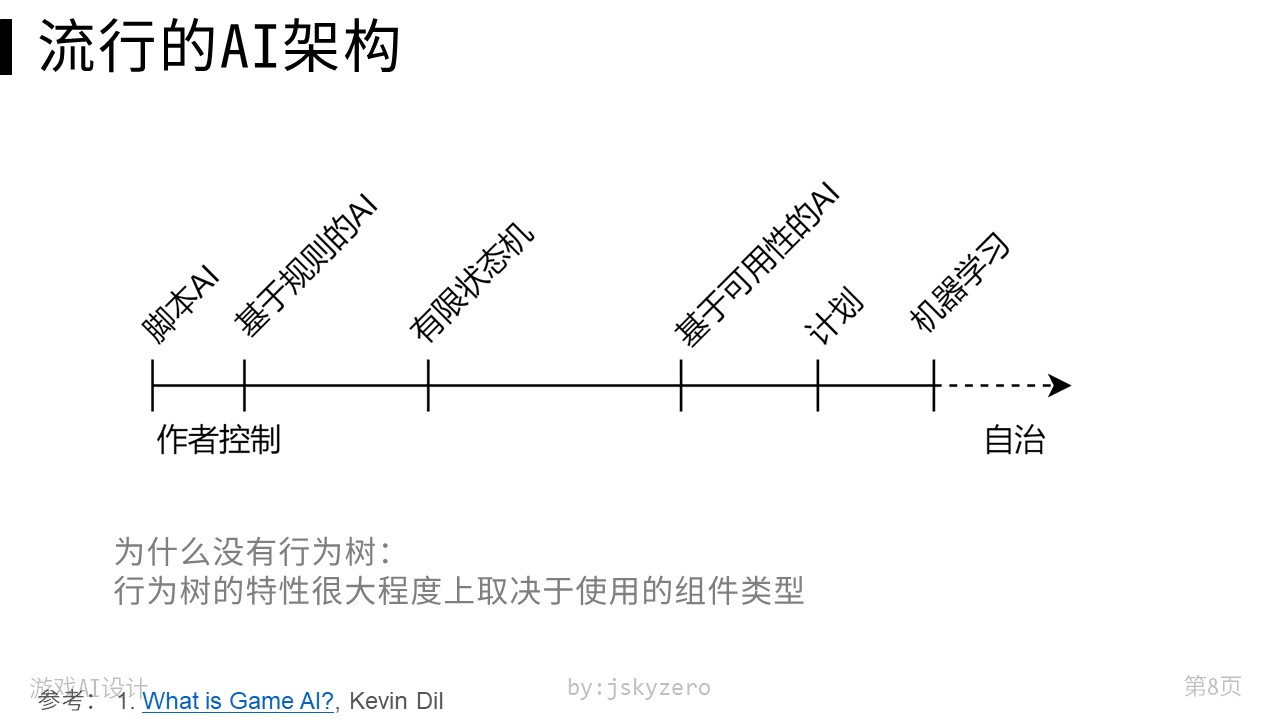 流行的AI架构
脚本AI
基于规则的AI
有限状态机
基于可用性的AI
计划
机器学习
作者控制
自治
为什么没有行为树：
行为树的特性很大程度上取决于使用的组件类型
游戏AI设计
参考： 1. What is Game AI?, Kevin Dil
by:jskyzero
第8页